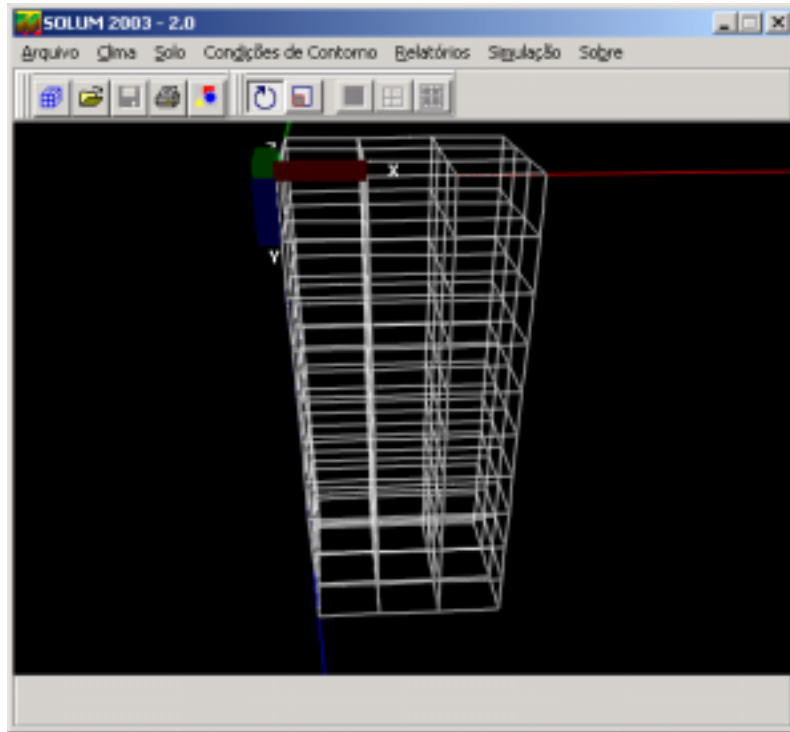 SOLUM 2003 - 2.0
Arquivo Clima Solo Condições de Contorno Relatórios Simulação Sobre
X
Y